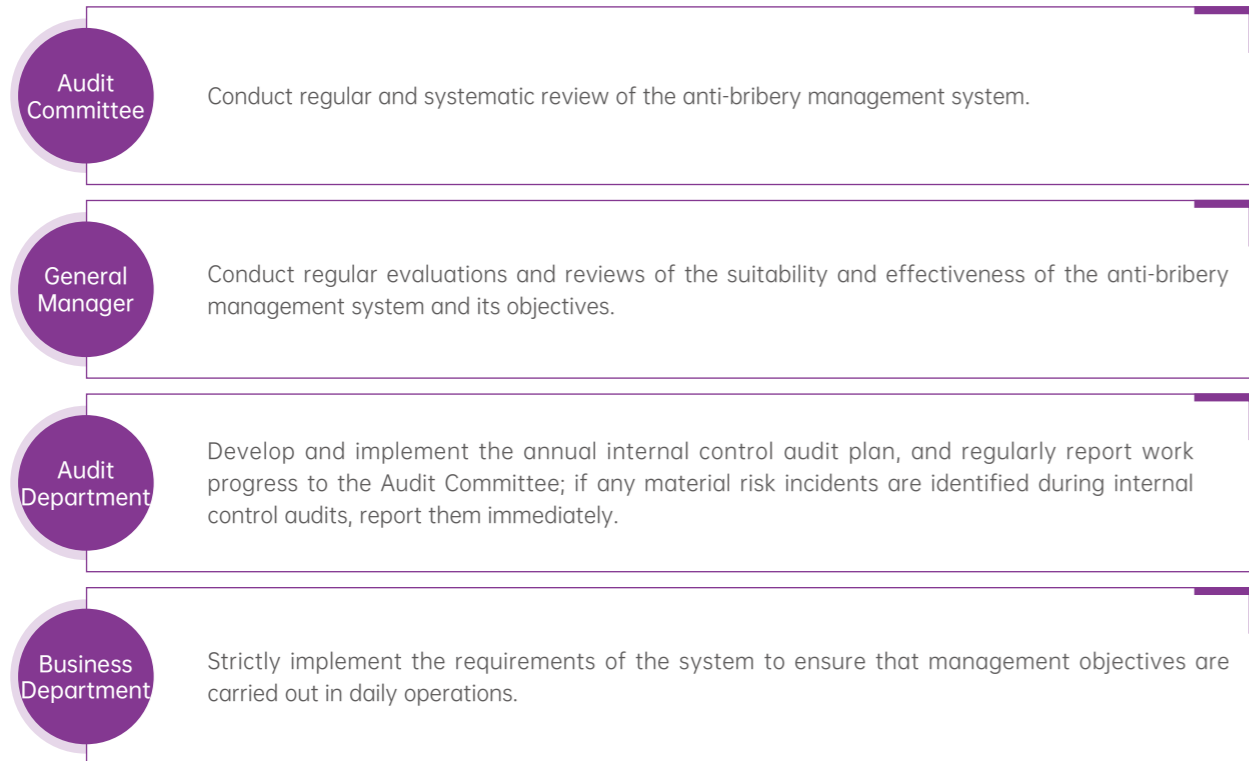 Audit
Committee
Conduct regular and systematic review of the anti-bribery management system.
General
Manager
Conduct regular evaluations and reviews of the suitability and effectiveness of the anti-bribery
management system and its objectives.
Audit
Department
Develop and implement the annual internal control audit plan, and regularly report work
progress to the Audit Committee; if any material risk incidents are identified during internal
control audits, report them immediately.
Business
Department
Strictly implement the requirements of the system to ensure that management objectives are
carried out in daily operations.